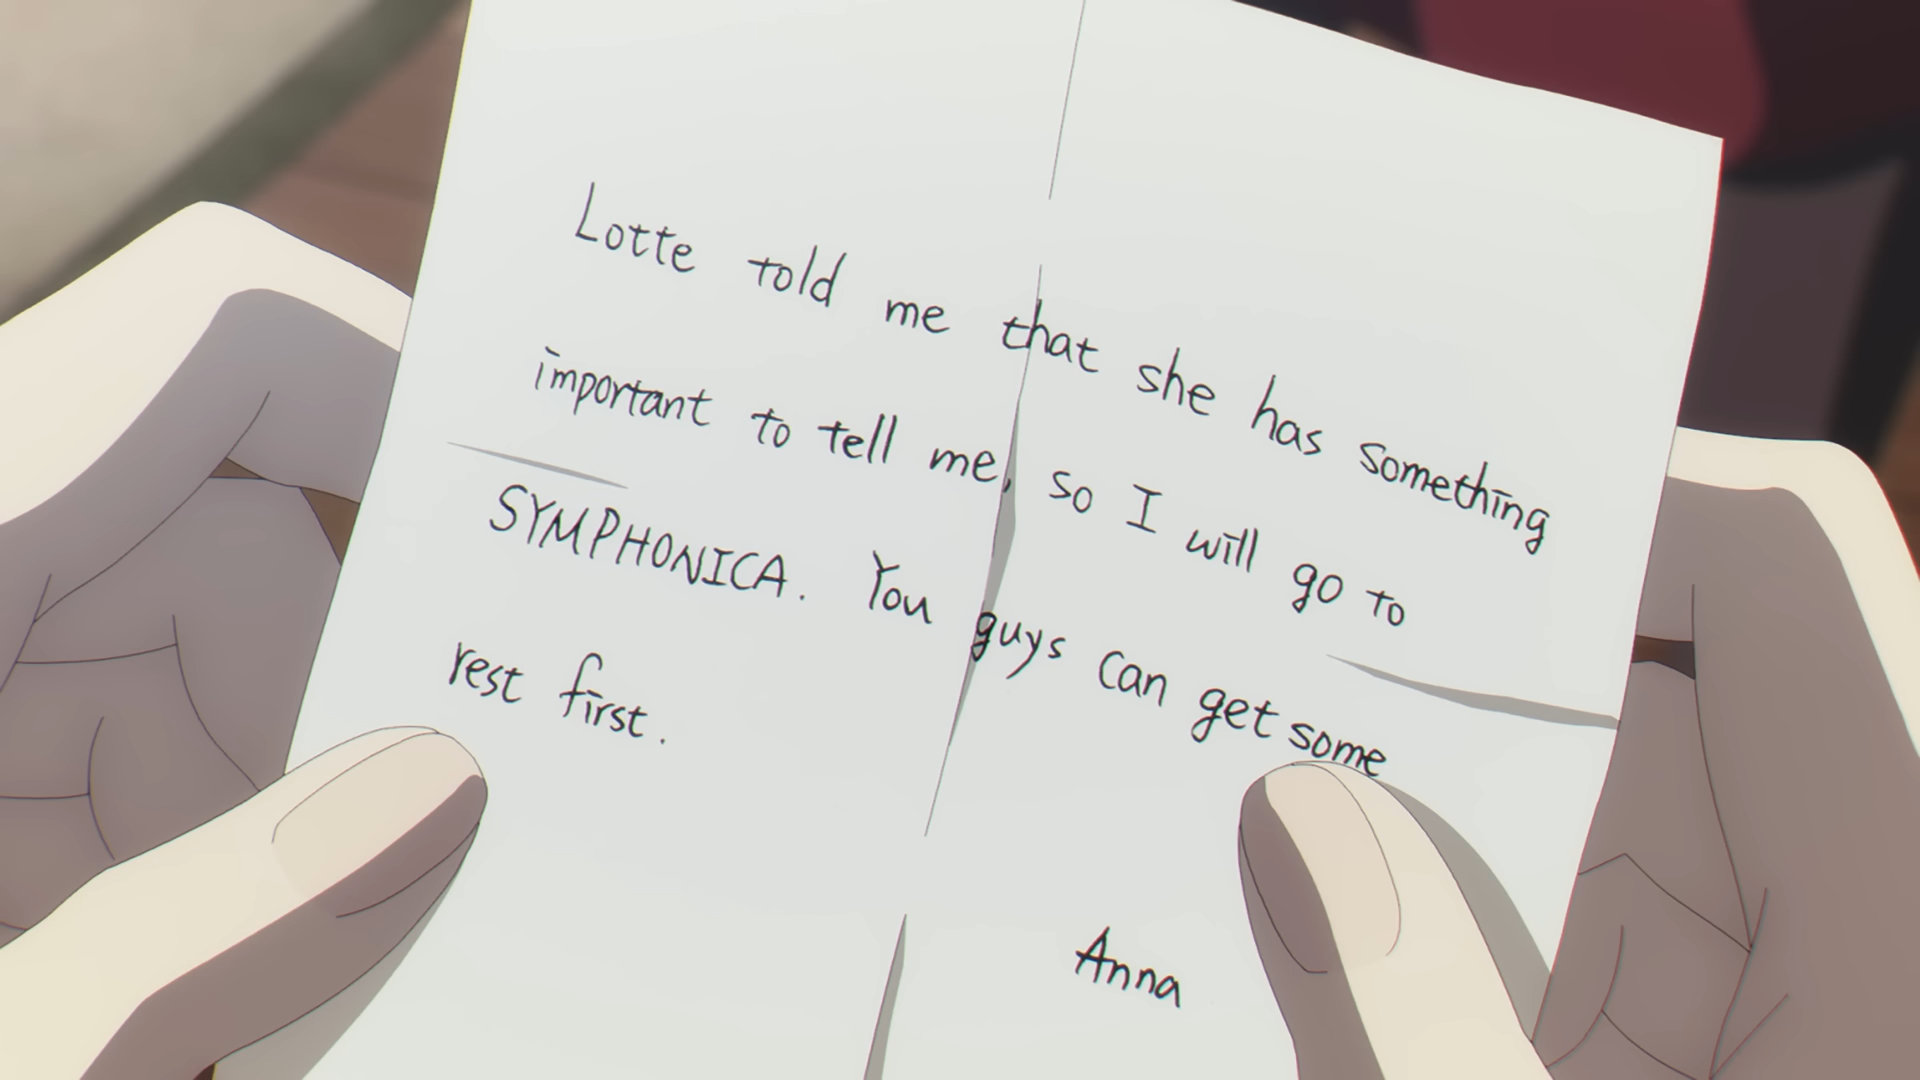 Lotte told me that she has something
important to tell me, so I will go to
SYMPHONICA. You guys can get some
rest first.
Anna